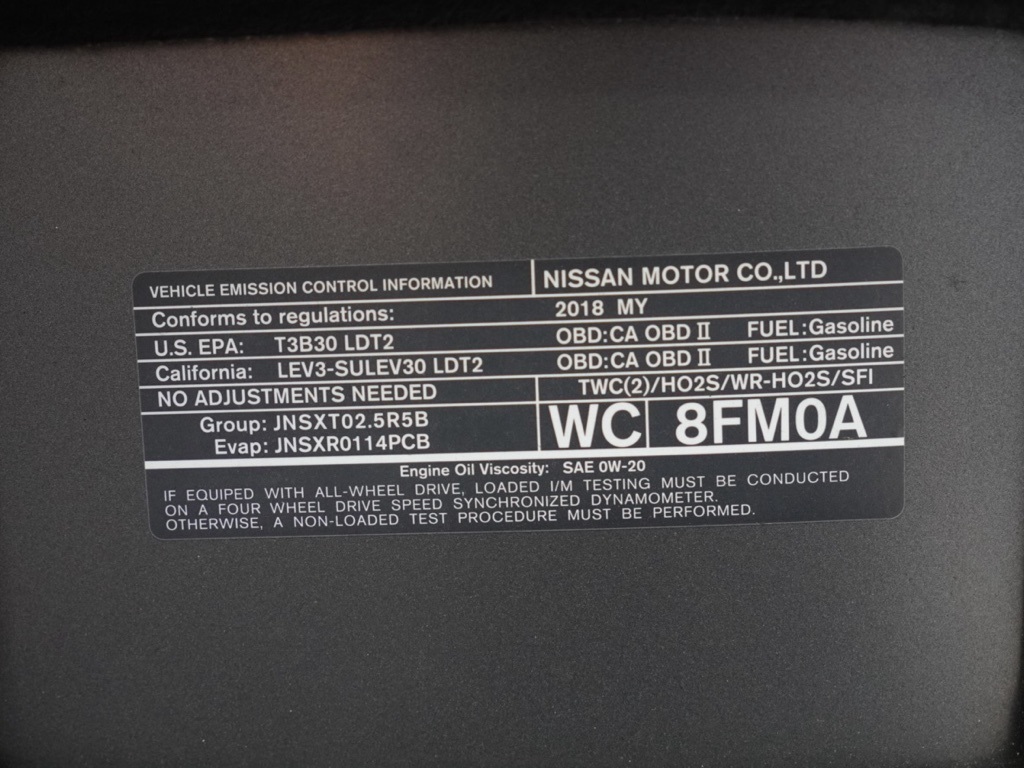 VEHICLE EMISSION CONTROL INFORMATION NISSAN MOTOR CO.,LTD
Conforms to regulations: 2018 MY
U.S. EPA: T3B30 LDT2 OBD:CA OBD II FUEL:Gasoline
California: LEV3-SULEV30 LDT2 OBD:CA OBD II FUEL:Gasoline
NO ADJUSTMENTS NEEDED TWC(2)/HO2S/WR-HO2S/SFI
Group: JNSXT02.5R5B
Evap: JNSXR0114PCB
WC 8FM0A
Engine Oil Viscosity: SAE 0W-20
IF EQUIPED WITH ALL-WHEEL DRIVE, LOADED I/M TESTING MUST BE CONDUCTED
ON A FOUR WHEEL DRIVE SPEED SYNCHRONIZED DYNAMOMETER.
OTHERWISE, A NON-LOADED TEST PROCEDURE MUST BE PERFORMED.